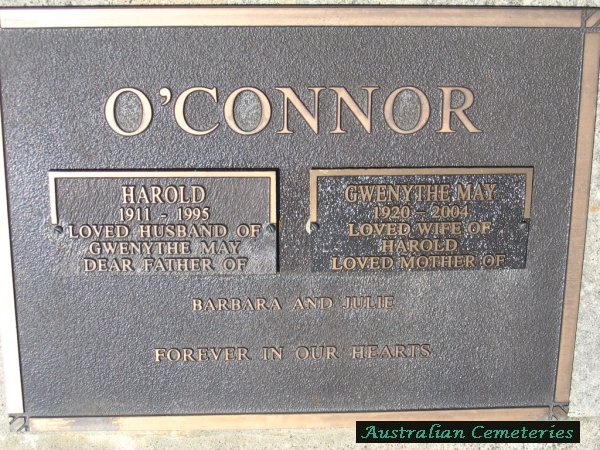 O'CONNOR
HAROLD
1911 - 1995
LOVED HUSBAND OF
GWENYTHE MAY
DEAR FATHER OF
GWENYTHE MAY
1920 - 2004
LOVED WIFE OF
HAROLD
LOVED MOTHER OF
BARBARA AND JULIE
FOREVER IN OUR HEARTS
Australian Cemeteries